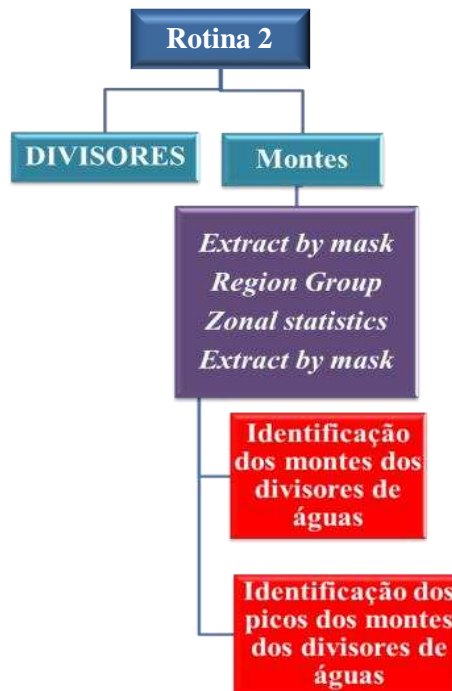 Rotina 2
DIVISORES
Montes
Extract by mask
Region Group
Zonal statistics
Extract by mask
Identificação
dos montes dos
divisores de
águas
Identificação dos
picos dos montes
dos divisores de
águas